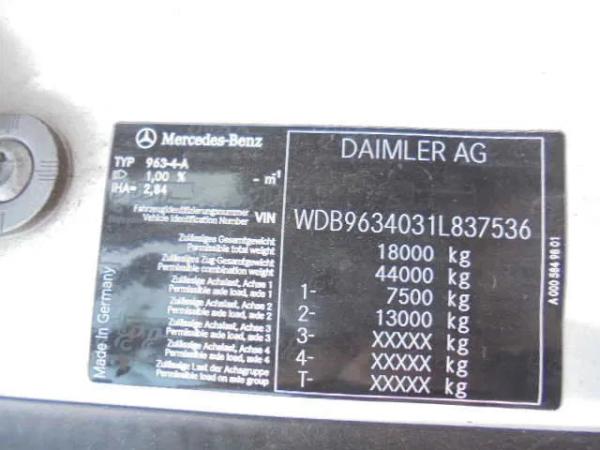 Mercedes-Benz
DAIMLER AG
TYP 963-4-A
1,00 % - m⁻¹
IHA= 2,84
Fahrzeugidentifizierungsnummer
Vehicle Identification Number VIN WDB9634031L837536
Zulässiges Gesamtgewicht
Permissible total weight 18000 kg
Zulässiges Zug-Gesamtgewicht
Permissible combination weight 44000 kg
Zulässige Achslast, Achse 1
Permissible axle load, axle 1 1- 7500 kg
Zulässige Achslast, Achse 2
Permissible axle load, axle 2 2- 13000 kg
Zulässige Achslast, Achse 3
Permissible axle load, axle 3 3- XXXXX kg
Zulässige Achslast, Achse 4
Permissible axle load, axle 4 4- XXXXX kg
Zulässige Last der Achsgruppe
Permissible load on axle group T- XXXXX kg
Made In Germany
A 000 584 98 01